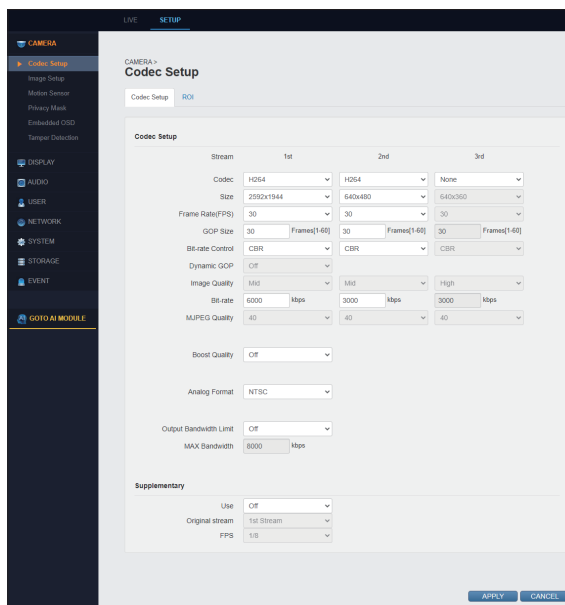 LIVE SETUP
CAMERA
Codec Setup
Image Setup
Motion Sensor
Privacy Mask
Embedded OSD
Tamper Detection
DISPLAY
AUDIO
USER
NETWORK
SYSTEM
STORAGE
EVENT
GOTO AI MODULE
CAMERA >
Codec Setup
Codec Setup ROI
Codec Setup
Stream 1st 2nd 3rd
Codec H264 H264 None
Size 2592x1944 640x480 640x360
Frame Rate(FPS) 30 30 30
GOP Size 30 Frames[1-60] 30 Frames[1-60] 30 Frames[1-60]
Bit-rate Control CBR CBR CBR
Dynamic GOP Off
Image Quality Mid Mid High
Bit-rate 6000 kbps 3000 kbps 3000 kbps
MJPEG Quality 40 40 40
Boost Quality Off
Analog Format NTSC
Output Bandwidth Limit Off
MAX Bandwidth 8000 kbps
Supplementary
Use Off
Original stream 1st Stream
FPS 1/8
APPLY CANCEL